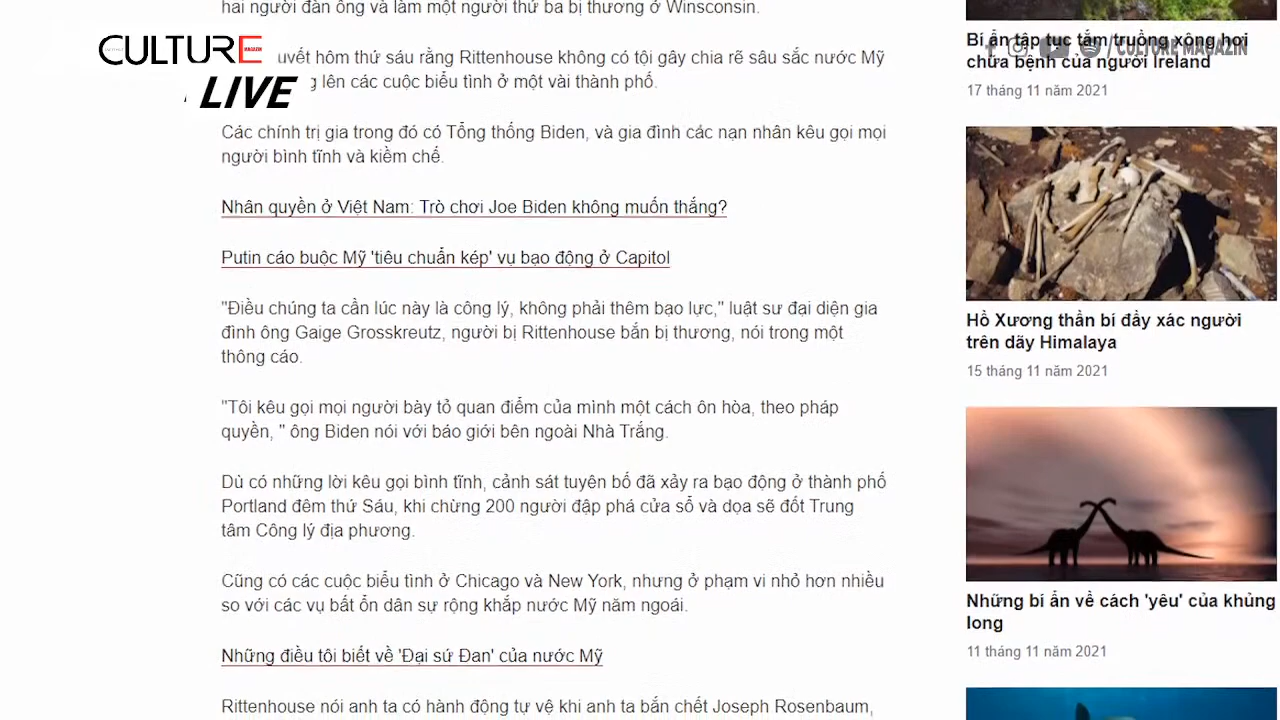 hai người đàn ông và làm một người thứ ba bị thương ở Winsconsin.
CULTURE
MAGAZIN
LIVE
uyết hôm thứ sáu rằng Rittenhouse không có tội gây chia rẽ sâu sắc nước Mỹ
g lên các cuộc biểu tình ở một vài thành phố.
Các chính trị gia trong đó có Tổng thống Biden, và gia đình các nạn nhân kêu gọi mọi
người bình tĩnh và kiềm chế.
Nhân quyền ở Việt Nam: Trò chơi Joe Biden không muốn thắng?
Putin cáo buộc Mỹ 'tiêu chuẩn kép' vụ bạo động ở Capitol
"Điều chúng ta cần lúc này là công lý, không phải thêm bạo lực," luật sư đại diện gia
đình ông Gaige Grosskreutz, người bị Rittenhouse bắn bị thương, nói trong một
thông cáo.
"Tôi kêu gọi mọi người bày tỏ quan điểm của mình một cách ôn hòa, theo pháp
quyền, " ông Biden nói với báo giới bên ngoài Nhà Trắng.
Dù có những lời kêu gọi bình tĩnh, cảnh sát tuyên bố đã xảy ra bạo động ở thành phố
Portland đêm thứ Sáu, khi chừng 200 người đập phá cửa sổ và dọa sẽ đốt Trung
tâm Công lý địa phương.
Cũng có các cuộc biểu tình ở Chicago và New York, nhưng ở phạm vi nhỏ hơn nhiều
so với các vụ bất ổn dân sự rộng khắp nước Mỹ năm ngoái.
Những điều tôi biết về 'Đại sứ Đan' của nước Mỹ
Rittenhouse nói anh ta có hành động tự vệ khi anh ta bắn chết Joseph Rosenbaum,
Bí ẩn tập tục tắm truồng xông hơi
/CULTURE MAGAZIN
chữa bệnh của người Ireland
17 tháng 11 năm 2021
Hồ Xương thần bí đầy xác người
trên dãy Himalaya
15 tháng 11 năm 2021
Những bí ẩn về cách 'yêu' của khủng
long
11 tháng 11 năm 2021